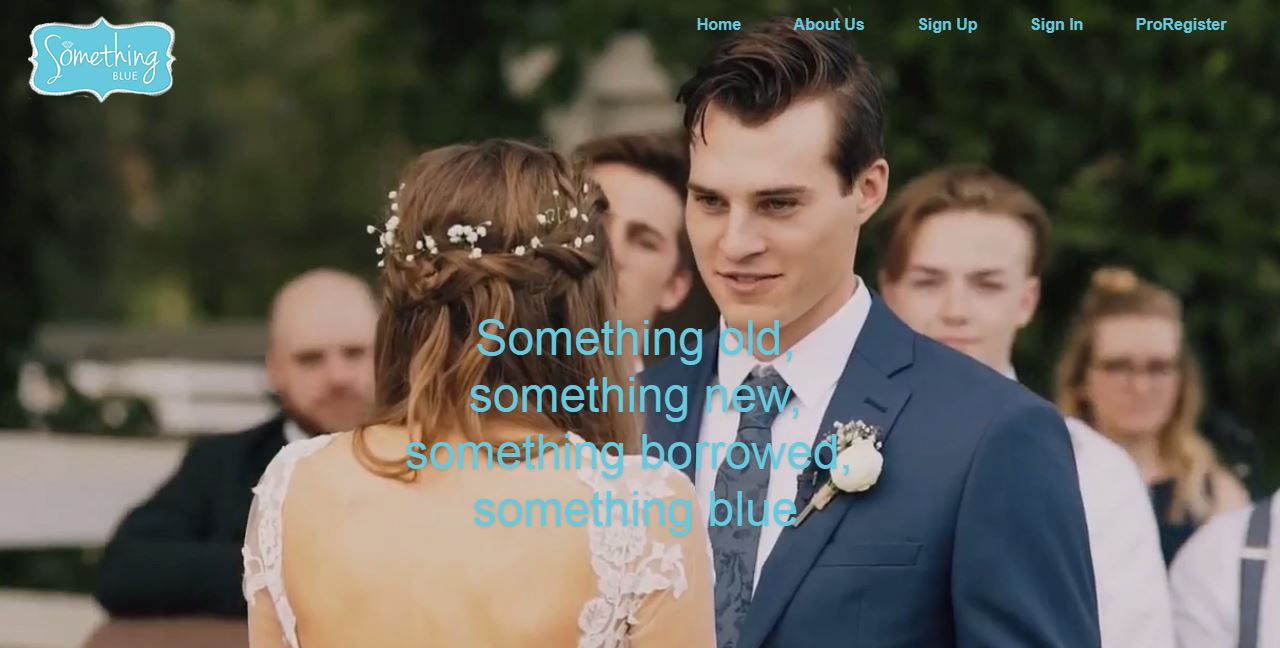 Something
BLUE
Home About Us Sign Up Sign In ProRegister
Something old,
something new,
something borrowed,
something blue